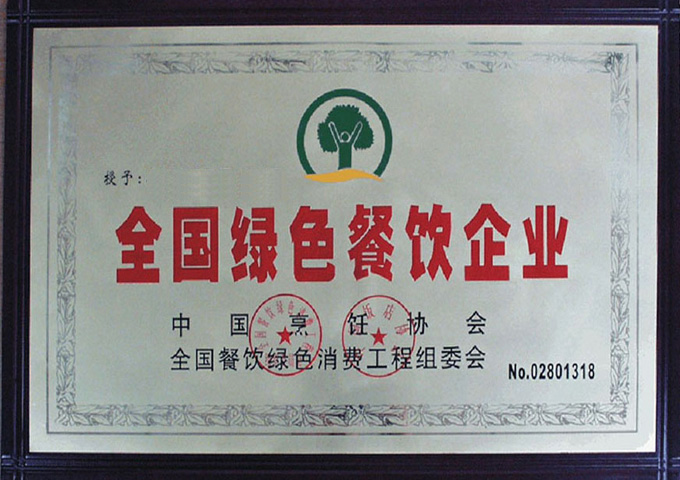 授予：
全国绿色餐饮企业
中国烹饪协会
全国餐饮绿色消费工程组委会
No.02801318